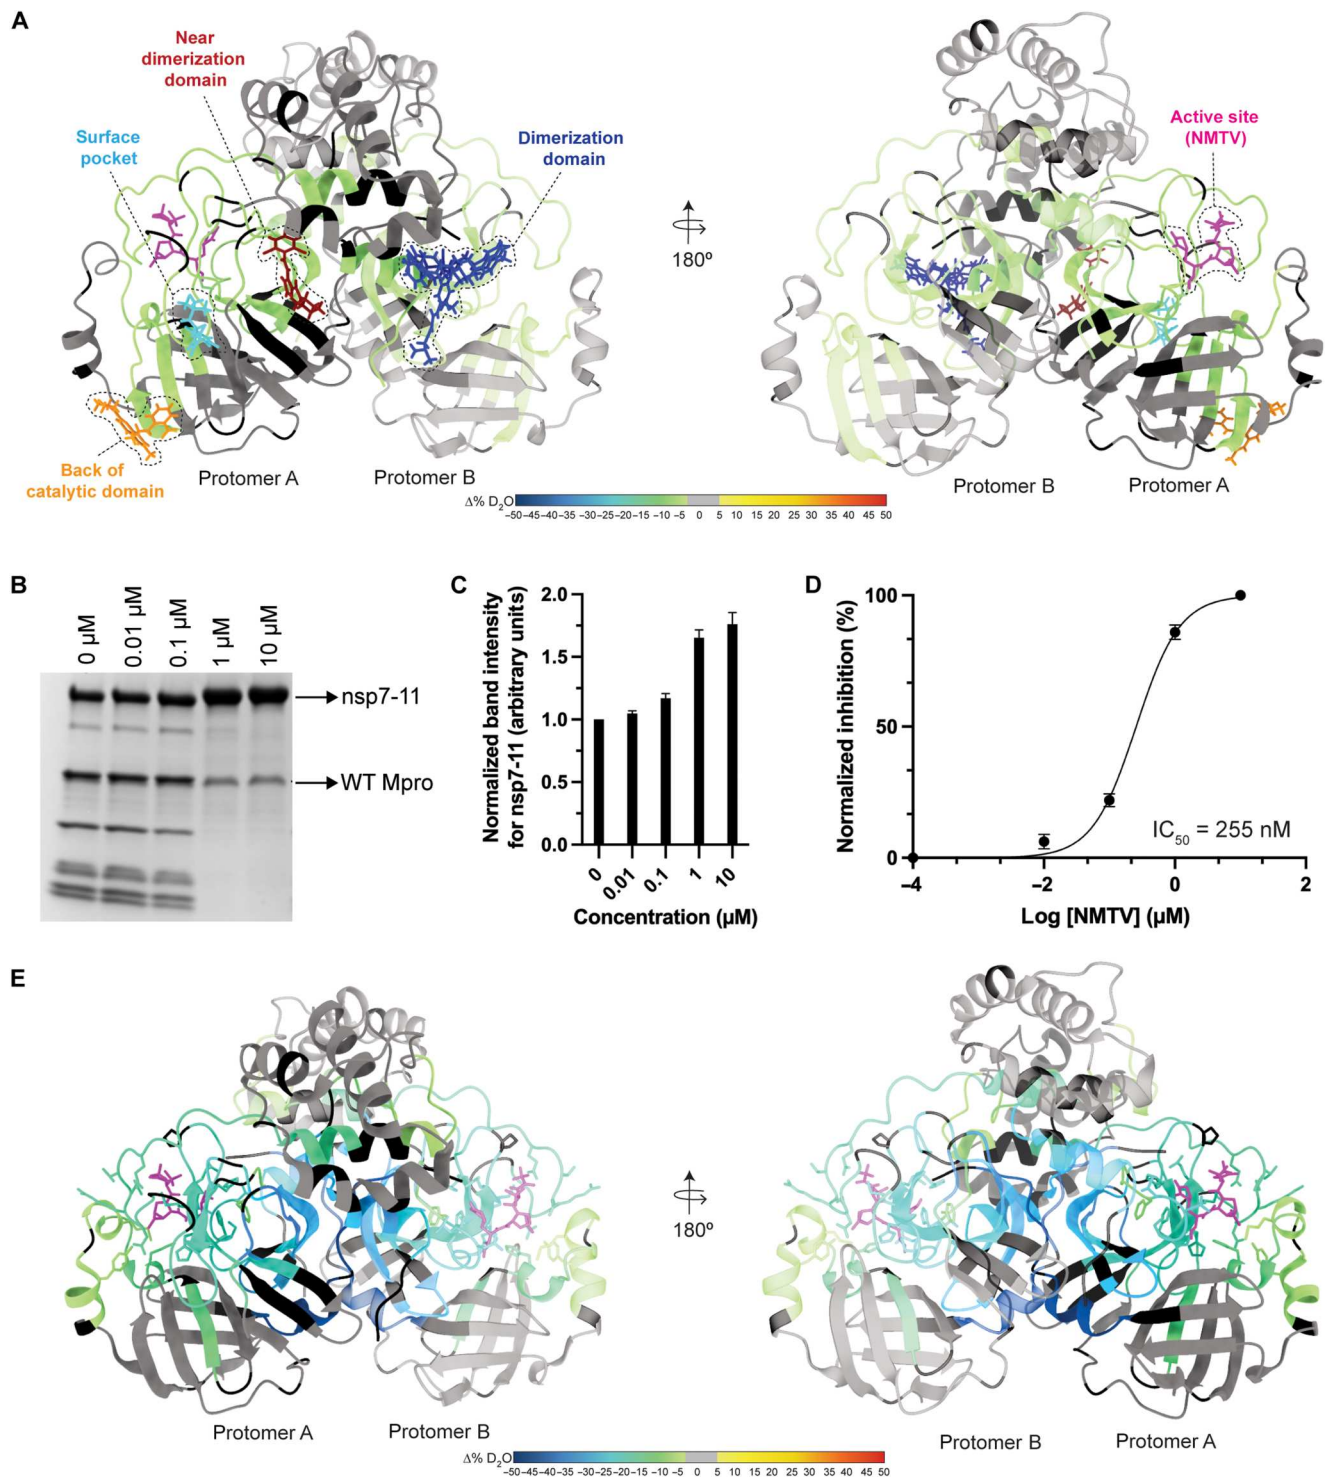 A
Near
dimerization
domain
Surface
pocket
Dimerization
domain
Active site
(NMTV)
180º
Back of
catalytic domain
Protomer A
Protomer B
Protomer B
Protomer A
Δ% D₂O
−50 −45 −40 −35 −30 −25 −20 −15 −10 −5 0 5 10 15 20 25 30 35 40 45 50
B
0 µM
0.01 µM
0.1 µM
1 µM
10 µM
nsp7-11
WT Mpro
C
Normalized band intensity
for nsp7-11 (arbitrary units)
2.0
1.5
1.0
0.5
0.0
0
0.01
0.1
1
10
Concentration (µM)
D
Normalized inhibition (%)
100
50
0
IC₅₀ = 255 nM
−4
−2
0
2
Log [NMTV] (µM)
E
180º
Protomer A
Protomer B
Protomer B
Protomer A
Δ% D₂O
−50 −45 −40 −35 −30 −25 −20 −15 −10 −5 0 5 10 15 20 25 30 35 40 45 50